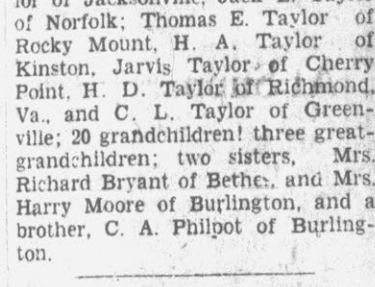 of Jacksonville,
of Norfolk; Thomas E. Taylor of
Rocky Mount, H. A. Taylor of
Kinston, Jarvis Taylor of Cherry
Point, H. D. Taylor of Richmond,
Va., and C. L. Taylor of Green-
ville; 20 grandchildren! three great-
grandchildren; two sisters, Mrs.
Richard Bryant of Bethel, and Mrs.
Harry Moore of Burlington, and a
brother, C. A. Philpot of Burling-
ton.